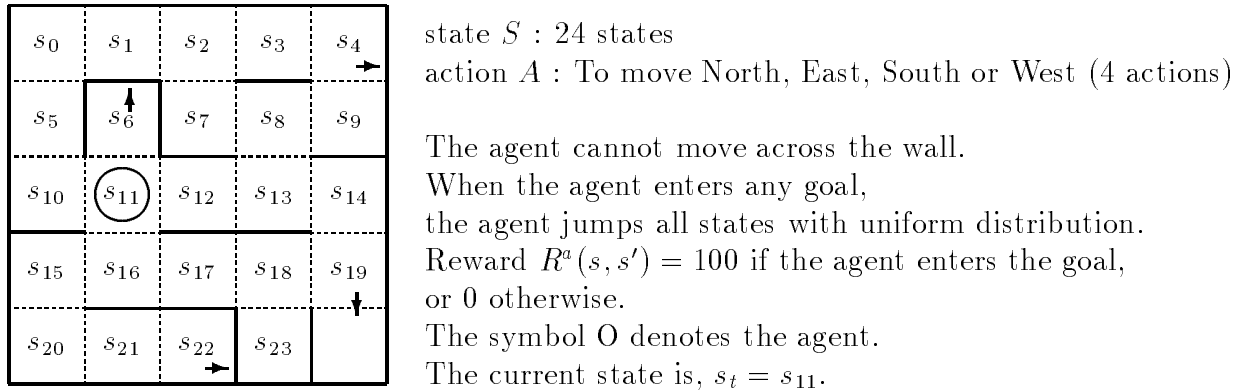 s₀ s₁ s₂ s₃ s₄
s₅ s₆ s₇ s₈ s₉
s₁₀ s₁₁ s₁₂ s₁₃ s₁₄
s₁₅ s₁₆ s₁₇ s₁₈ s₁₉
s₂₀ s₂₁ s₂₂ s₂₃
state S : 24 states
action A : To move North, East, South or West (4 actions)
The agent cannot move across the wall.
When the agent enters any goal,
the agent jumps all states with uniform distribution.
Reward Rᵃ(s, s′) = 100 if the agent enters the goal,
or 0 otherwise.
The symbol O denotes the agent.
The current state is, sₜ = s₁₁.